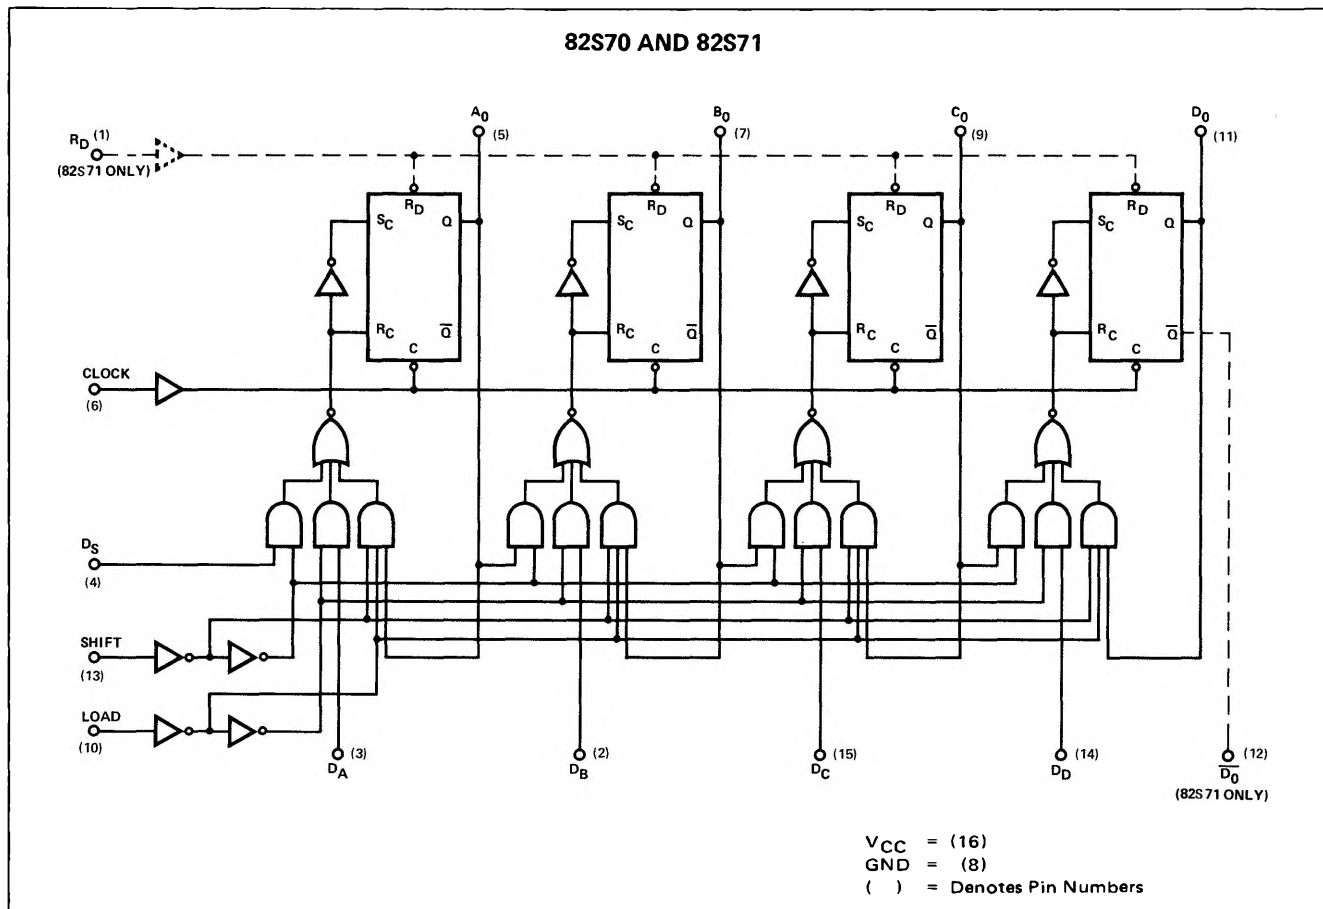 82S70 AND 82S71
A0
B0
C0
D0
RD (1)
(5)
(7)
(9)
(11)
(82S71 ONLY)
RD
RD
RD
RD
SC Q
SC Q
SC Q
SC Q
RC Q̅
RC Q̅
RC Q̅
RC Q̅
C
C
C
C
CLOCK
(6)
DS
(4)
SHIFT
(13)
LOAD
(10)
(3)
(2)
(15)
(14)
(12)
DA
DB
DC
DD
D̅0̅
(82S71 ONLY)
VCC = (16)
GND = (8)
( ) = Denotes Pin Numbers